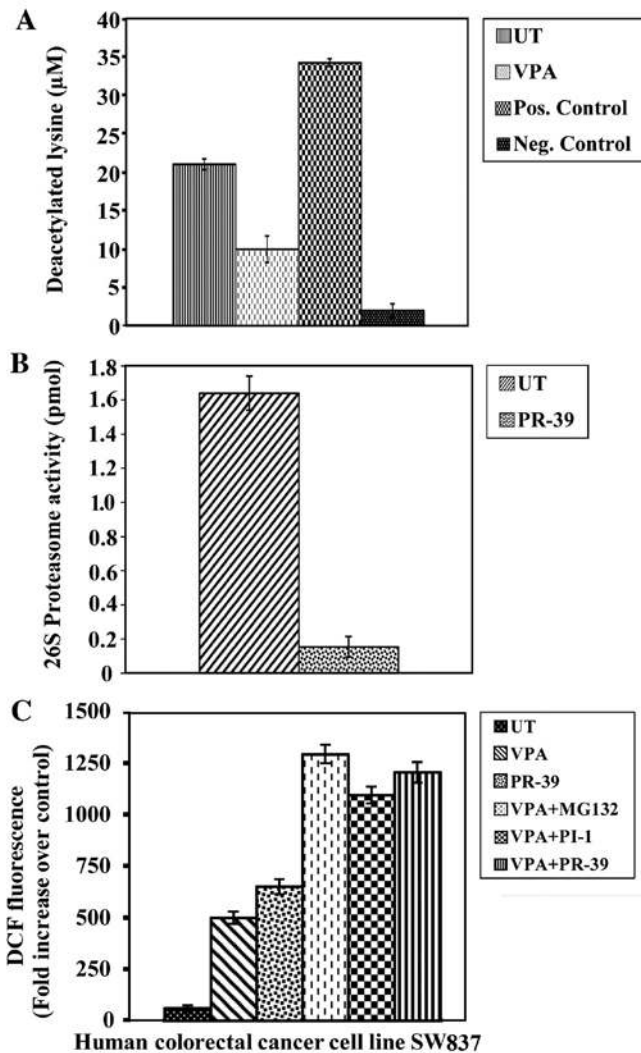 A
Deacetylated lysine (µM)
40
35
30
25
20
15
10
5
0
UT
VPA
Pos. Control
Neg. Control
B
26S Proteasome activity (pmol)
1.8
1.6
1.4
1.2
1.0
0.8
0.6
0.4
0.2
0
UT
PR-39
C
DCF fluorescence
(Fold increase over control)
1500
1250
1000
750
500
250
0
UT
VPA
PR-39
VPA+MG132
VPA+PI-1
VPA+PR-39
Human colorectal cancer cell line SW837